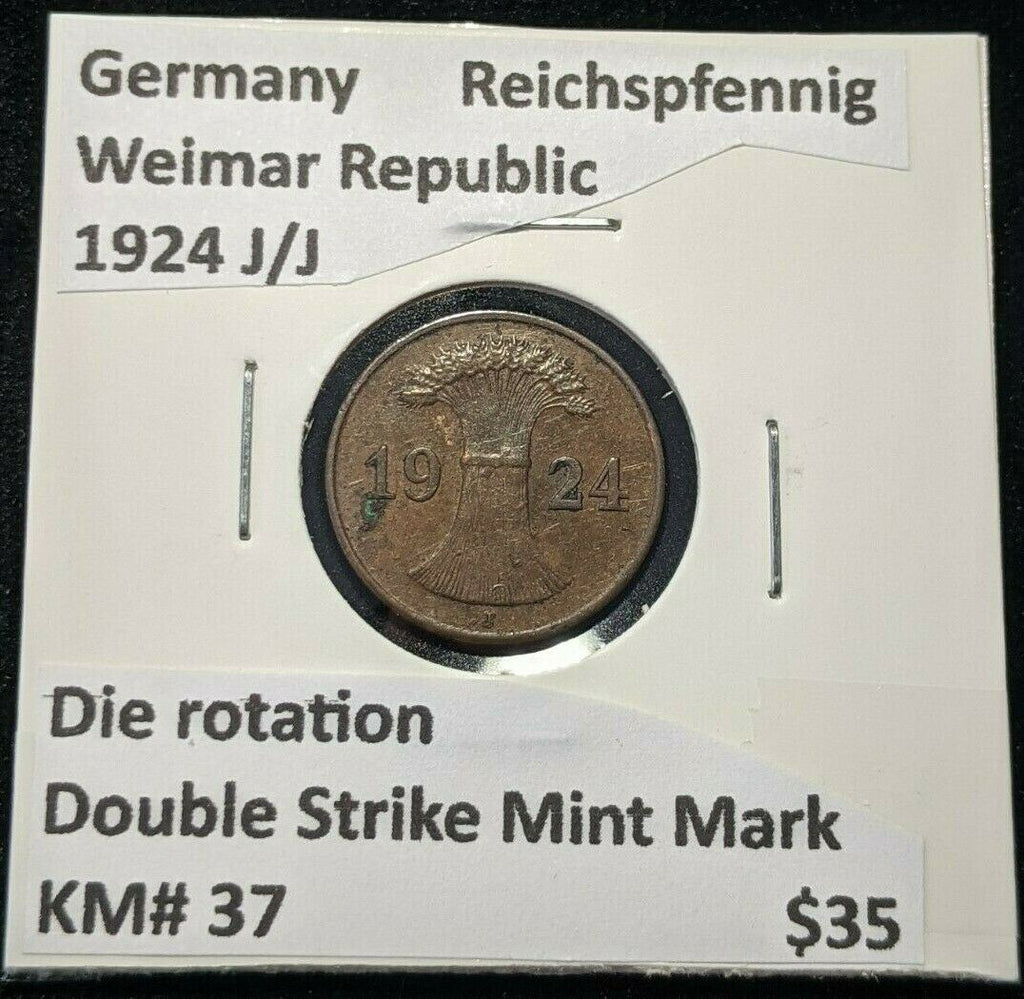 Germany Reichspfennig
Weimar Republic
1924 J/J
19 24
J
Die rotation
Double Strike Mint Mark
KM# 37 $35